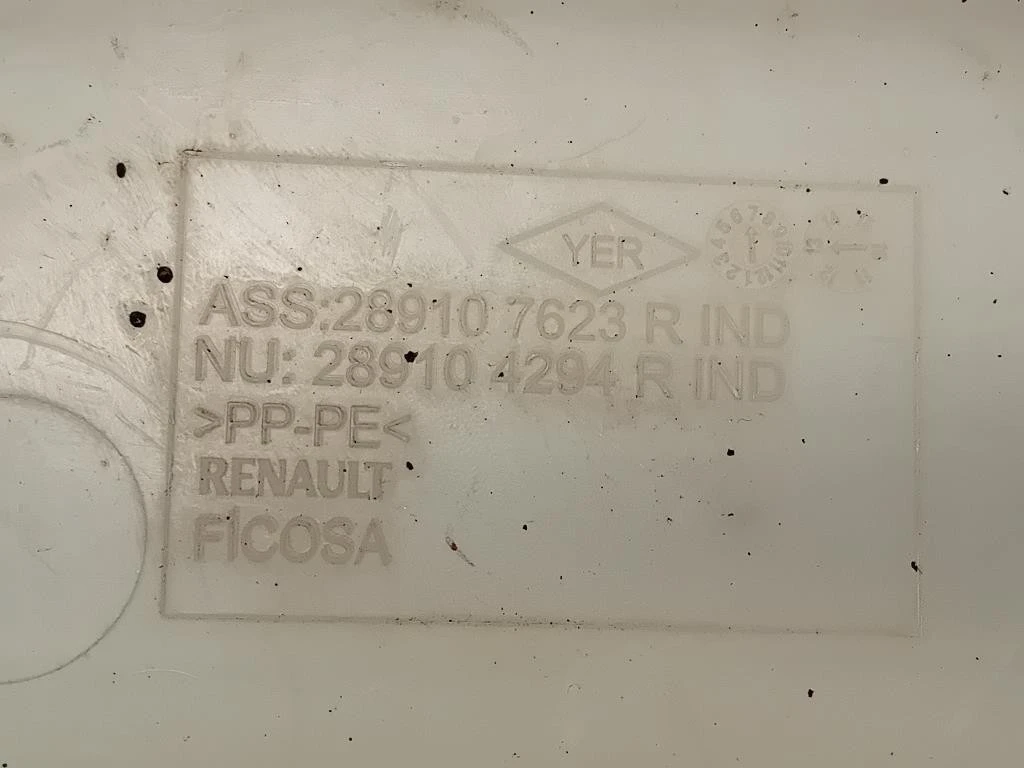 YER
ASS:28910 7623 R IND
NU: 28910 4294 R IND
>PP-PE<
RENAULT
FICOSA